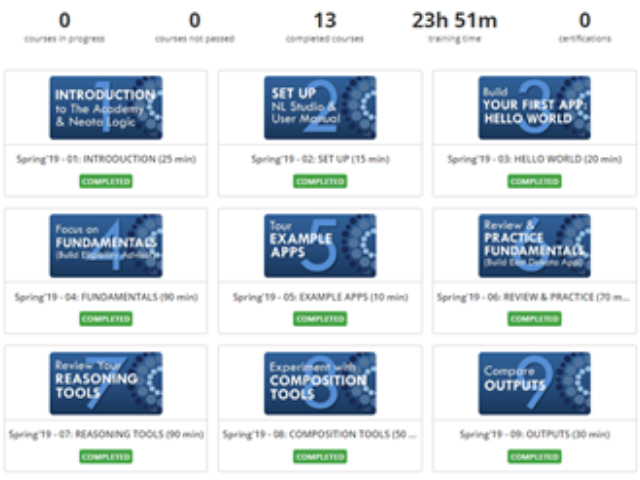 0 0 13 23h 51m 0
courses in progress courses not passed completed courses training time certifications
INTRODUCTION
to The Academy
& Neota Logic
1
Spring'19 - 01: INTRODUCTION (25 min)
COMPLETED
SET UP
NL Studio &
User Manual
2
Spring'19 - 02: SET UP (15 min)
COMPLETED
Build
YOUR FIRST APP:
HELLO WORLD
3
Spring'19 - 03: HELLO WORLD (20 min)
COMPLETED
Focus on
FUNDAMENTALS
(Build
4
Spring'19 - 04: FUNDAMENTALS (90 min)
COMPLETED
Tour
EXAMPLE
APPS
5
Spring'19 - 05: EXAMPLE APPS (10 min)
COMPLETED
Review &
PRACTICE
FUNDAMENTALS
(Build App)
Spring'19 - 06: REVIEW & PRACTICE (70 m...
COMPLETED
Review Your
REASONING
TOOLS
7
Spring'19 - 07: REASONING TOOLS (90 min)
COMPLETED
Experiment with
COMPOSITION
TOOLS
8
Spring'19 - 08: COMPOSITION TOOLS (50 ...
COMPLETED
Compare
OUTPUTS
9
Spring'19 - 09: OUTPUTS (30 min)
COMPLETED